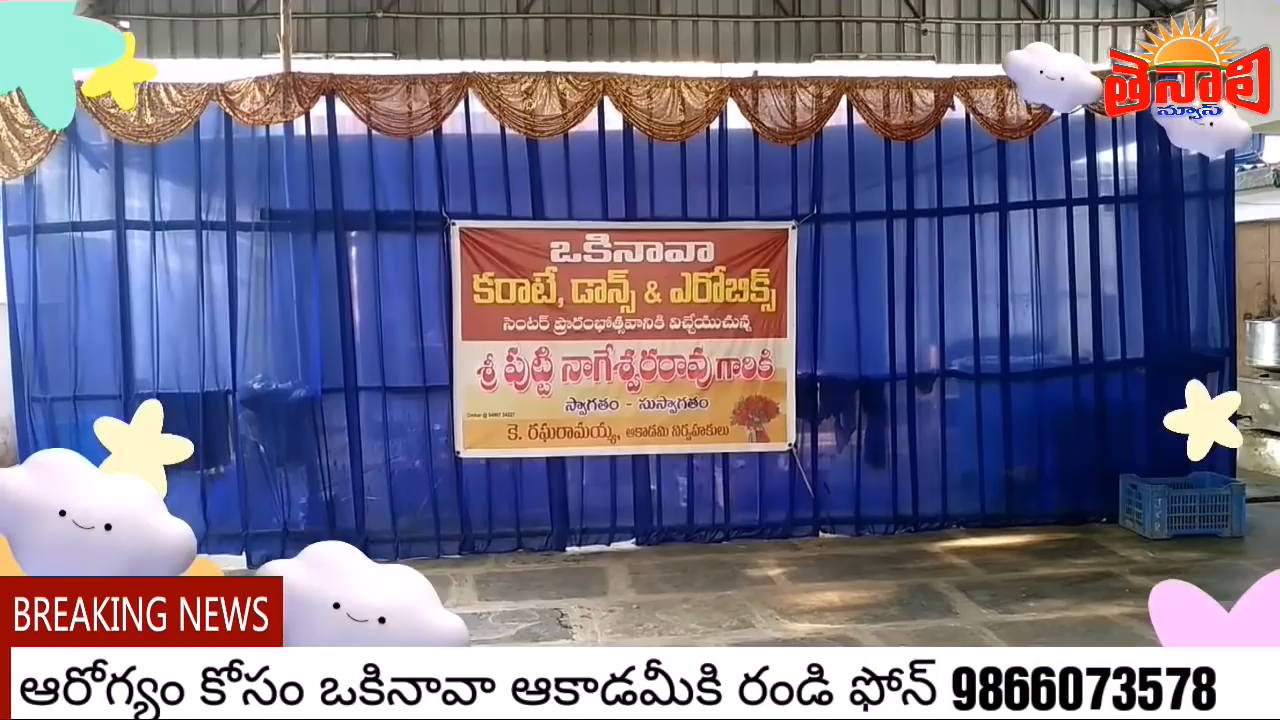 తెనాలి
న్యూస్
ఒకినావా
కరాటే, డాన్స్ & ఎరోబిక్స్
సెంటర్ ప్రారంభోత్సవానికి విచ్చేయుచున్న
శ్రీ పుట్టి నాగేశ్వరరావుగారికి
స్వాగతం - సుస్వాగతం
కె. రఘురామయ్య, అకాడమి నిర్వహకులు
BREAKING NEWS
ఆరోగ్యం కోసం ఒకినావా ఆకాడమీకి రండి ఫోన్ 9866073578